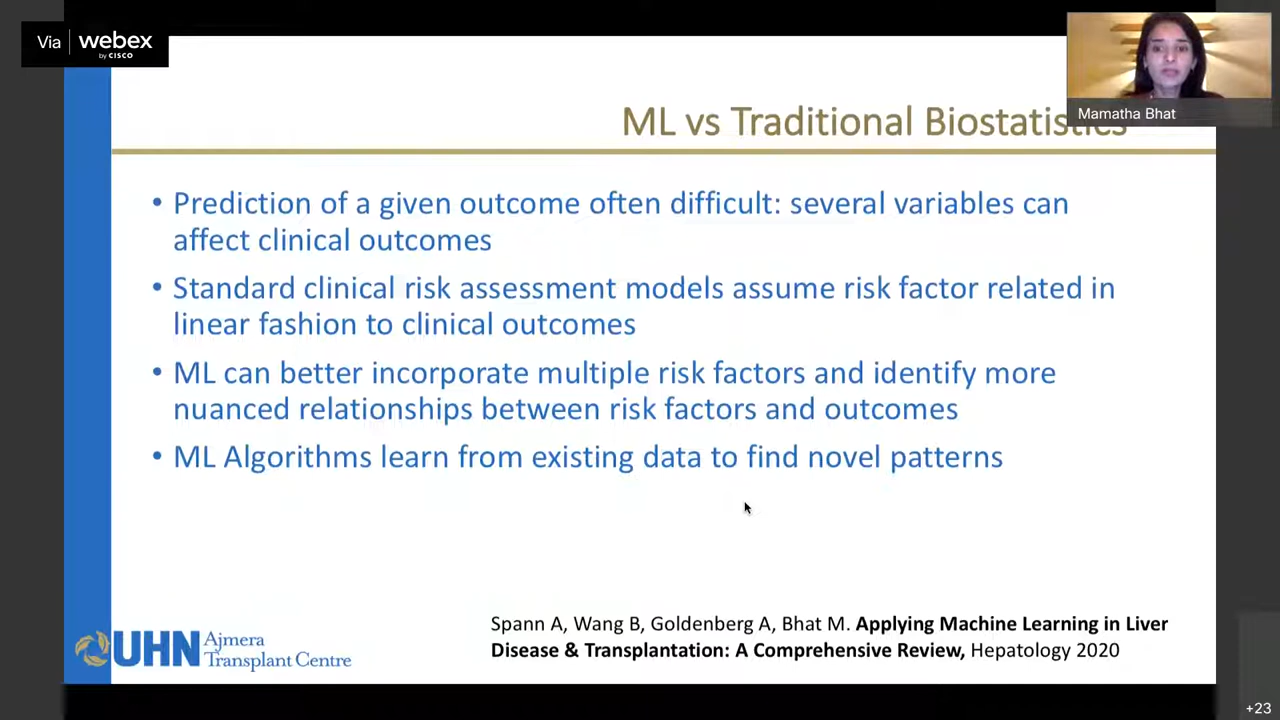 Via webex
by CISCO
Mamatha Bhat
ML vs Traditional Biostatistics
• Prediction of a given outcome often difficult: several variables can
affect clinical outcomes
• Standard clinical risk assessment models assume risk factor related in
linear fashion to clinical outcomes
• ML can better incorporate multiple risk factors and identify more
nuanced relationships between risk factors and outcomes
• ML Algorithms learn from existing data to find novel patterns
Spann A, Wang B, Goldenberg A, Bhat M. Applying Machine Learning in Liver
Disease & Transplantation: A Comprehensive Review, Hepatology 2020
UHN Ajmera
Transplant Centre
+23